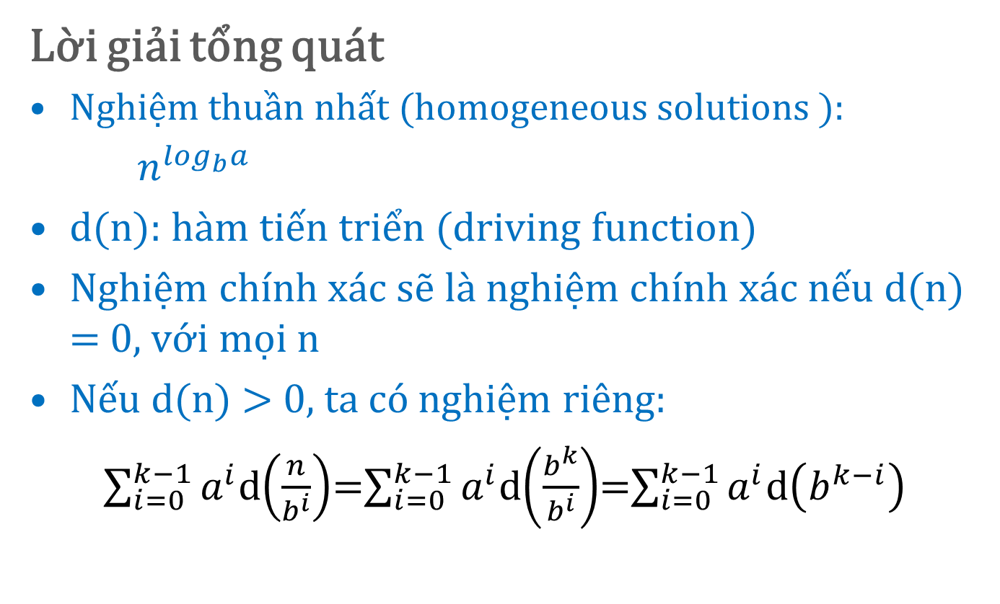 Lời giải tổng quát
• Nghiệm thuần nhất (homogeneous solutions ):
$n^{log_b a}$
• d(n): hàm tiến triển (driving function)
• Nghiệm chính xác sẽ là nghiệm chính xác nếu d(n)
= 0, với mọi n
• Nếu d(n) > 0, ta có nghiệm riêng:
$\sum_{i=0}^{k-1} a^i \mathrm{d}\left(\frac{n}{b^i}\right) = \sum_{i=0}^{k-1} a^i \mathrm{d}\left(\frac{b^k}{b^i}\right) = \sum_{i=0}^{k-1} a^i \mathrm{d}\left(b^{k-i}\right)$